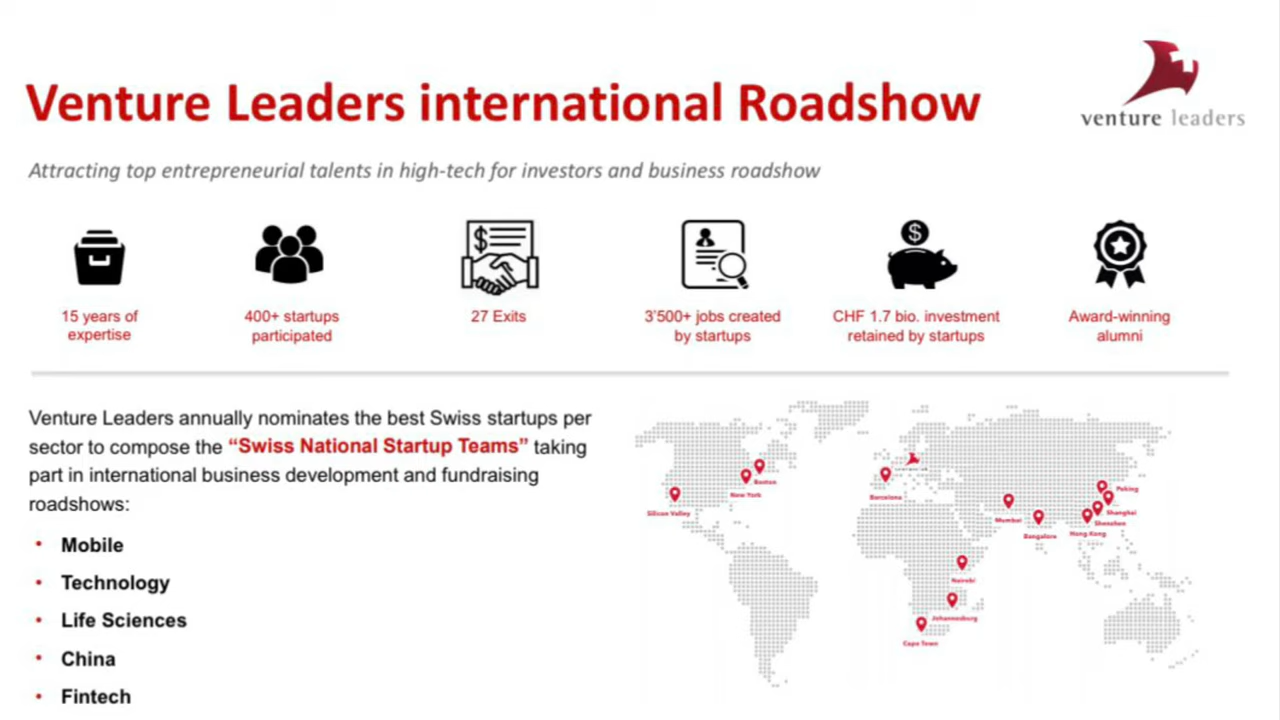 Venture Leaders international Roadshow
venture leaders
Attracting top entrepreneurial talents in high-tech for investors and business roadshow
15 years of
expertise
400+ startups
participated
27 Exits
3'500+ jobs created
by startups
CHF 1.7 bio. investment
retained by startups
Award-winning
alumni
Venture Leaders annually nominates the best Swiss startups per
sector to compose the “Swiss National Startup Teams” taking
part in international business development and fundraising
roadshows:
• Mobile
• Technology
• Life Sciences
• China
• Fintech
Boston
New York
Silicon Valley
Barcelona
Peking
Shanghai
Shenzhen
Hong Kong
Mumbai
Bangalore
Nairobi
Johannesburg
Cape Town